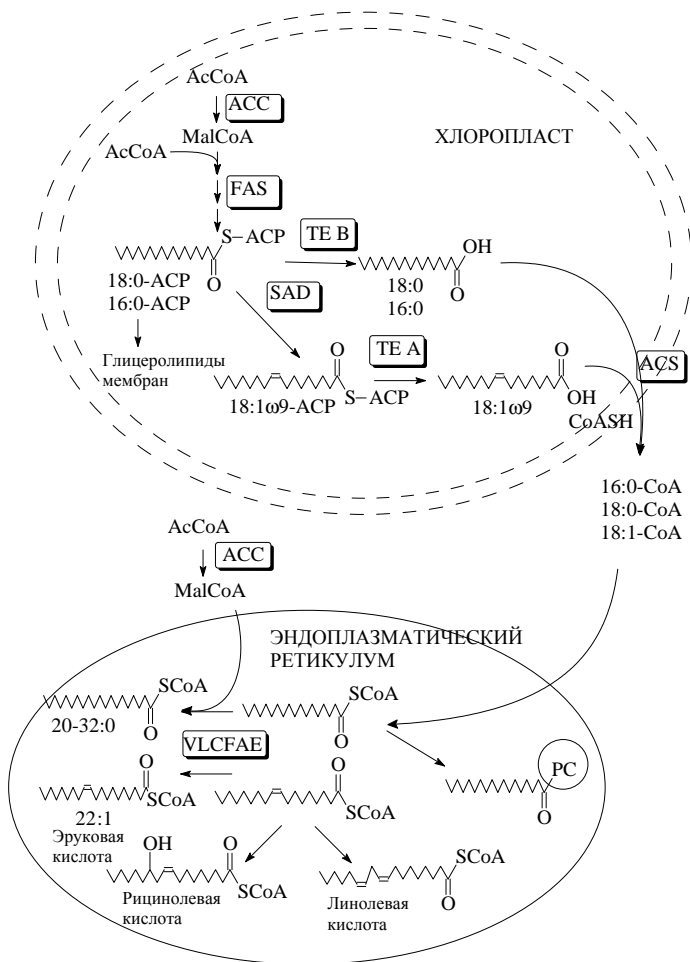 AcCoA
ACC
MalCoA
AcCoA
ХЛОРОПЛАСТ
FAS
S–ACP
O
18:0-ACP
16:0-ACP
TE B
OH
O
18:0
16:0
SAD
Глицеролипиды
мембран
O
S–ACP
18:1ω9-ACP
TE A
O
OH
18:1ω9
ACS
CoASH
16:0-CoA
18:0-CoA
18:1-CoA
AcCoA
ACC
MalCoA
ЭНДОПЛАЗМАТИЧЕСКИЙ
РЕТИКУЛУМ
SCoA
O
20-32:0
SCoA
O
VLCFAE
PC
O
O
SCoA
22:1
Эруковая
кислота
O
SCoA
OH
O
SCoA
Рицинолевая
кислота
SCoA
O
Линолевая
кислота